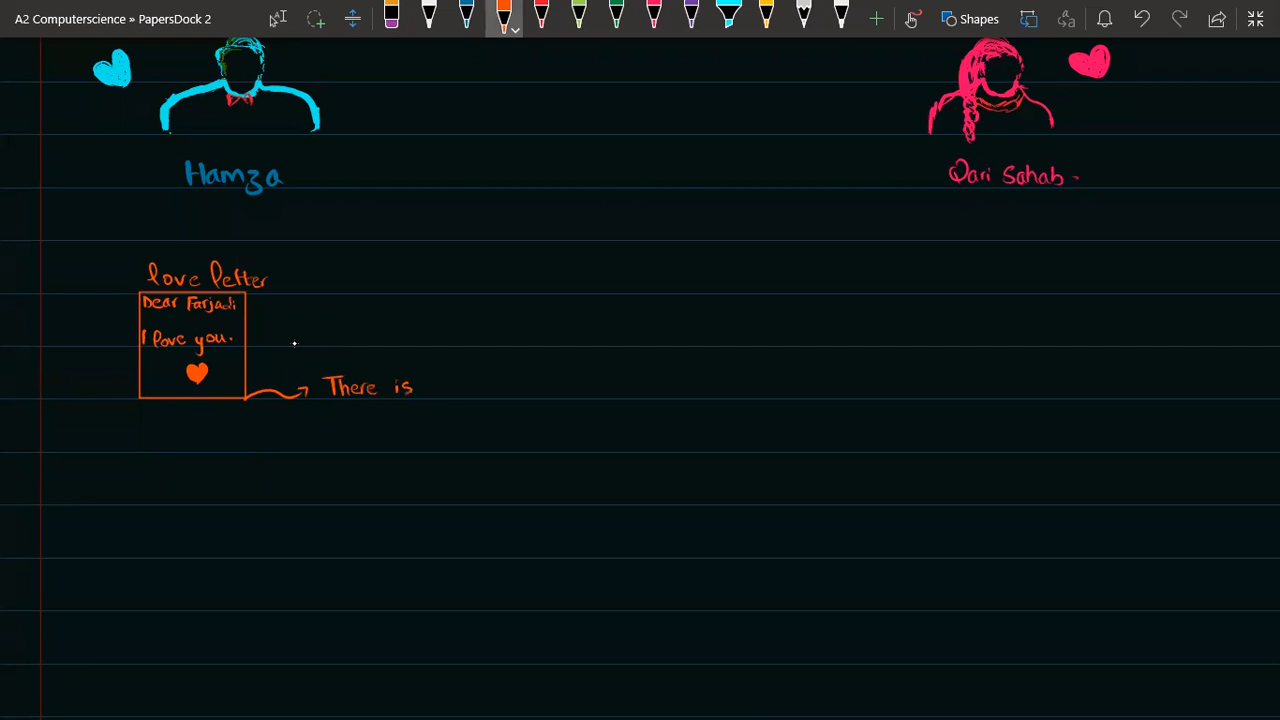 A2 Computerscience » PapersDock 2
Shapes
Hamza
Qari Sahab -
love letter
Dear Farjadi
I love you.
There is